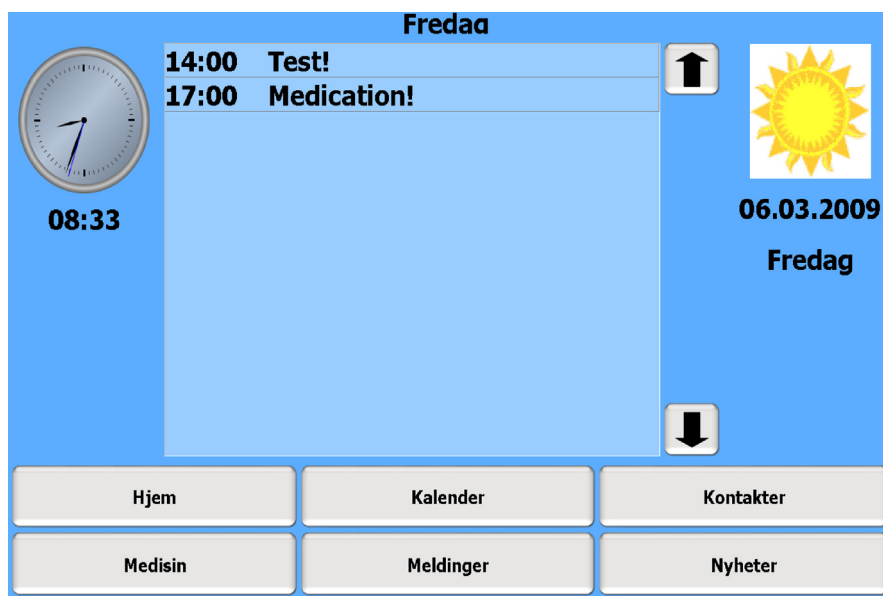 Fredag
14:00 Test!
17:00 Medication!
08:33
06.03.2009
Fredag
Hjem Kalender Kontakter
Medisin Meldinger Nyheter